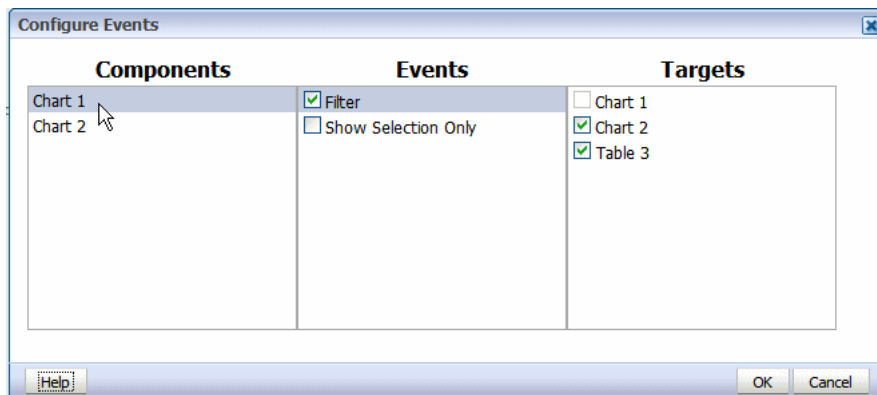 Configure Events
Components Events Targets
Chart 1 Filter Chart 1
Chart 2 Show Selection Only Chart 2
Table 3
Help OK Cancel